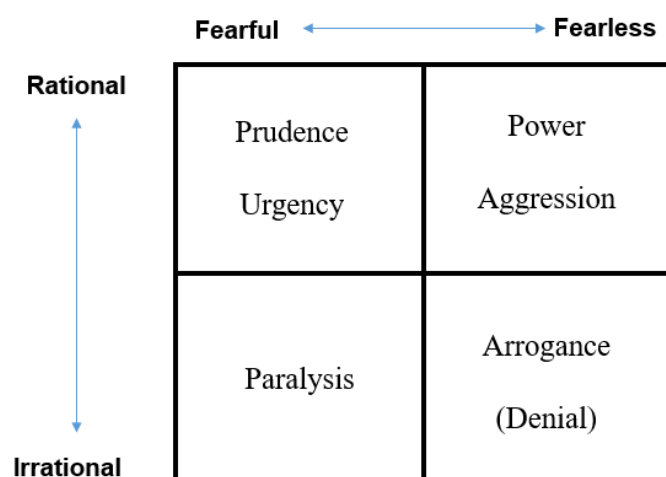 Fearful
Fearless
Rational
Prudence
Urgency
Power
Aggression
Paralysis
Arrogance
(Denial)
Irrational